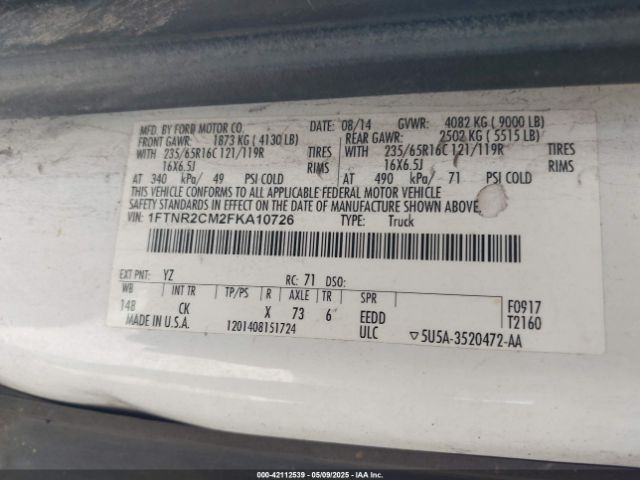 MFD. BY FORD MOTOR CO. DATE: 08/14 GVWR: 4082 KG ( 9000 LB)
FRONT GAWR: 1873 KG ( 4130 LB) REAR GAWR: 2502 KG ( 5515 LB)
WITH 235/65R16C 121/119R TIRES WITH 235/65R16C 121/119R TIRES
16X6.5J RIMS 16X6.5J RIMS
AT 340 kPa/ 49 PSI COLD AT 490 kPa/ 71 PSI COLD
THIS VEHICLE CONFORMS TO ALL APPLICABLE FEDERAL MOTOR VEHICLE
SAFETY STANDARDS IN EFFECT ON THE DATE OF MANUFACTURE SHOWN ABOVE.
VIN: 1FTNR2CM2FKA10726 TYPE: Truck
EXT PNT: YZ RC: 71 DSO:
WB INT TR TP/PS R AXLE TR SPR F0917
148 CK X 73 6 EEDD T2160
MADE IN U.S.A. 1201408151724 ULC ▽5U5A-3520472-AA
00-42112539 - 05/09/2025 - IAAI.COM